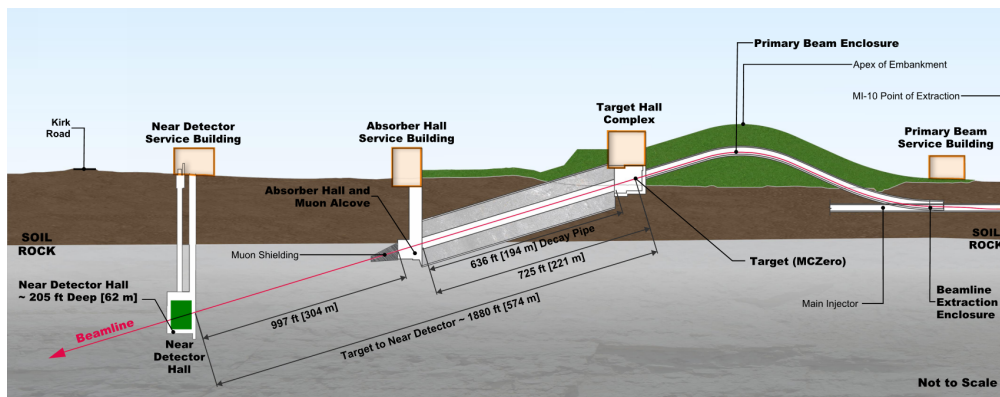 Primary Beam Enclosure
Apex of Embankment
MI-10 Point of Extraction
Kirk
Road
Near Detector
Service Building
Absorber Hall
Service Building
Target Hall
Complex
Primary Beam
Service Building
Absorber Hall and
Muon Alcove
SOIL
ROCK
Muon Shielding
636 ft [194 m] Decay Pipe
725 ft [221 m]
Target (MCZero)
SOIL
ROCK
Near Detector Hall
~ 205 ft Deep [62 m]
997 ft [304 m]
Target to Near Detector ~ 1880 ft [574 m]
Main Injector
Beamline
Extraction
Enclosure
Beamline
Near
Detector
Hall
Not to Scale